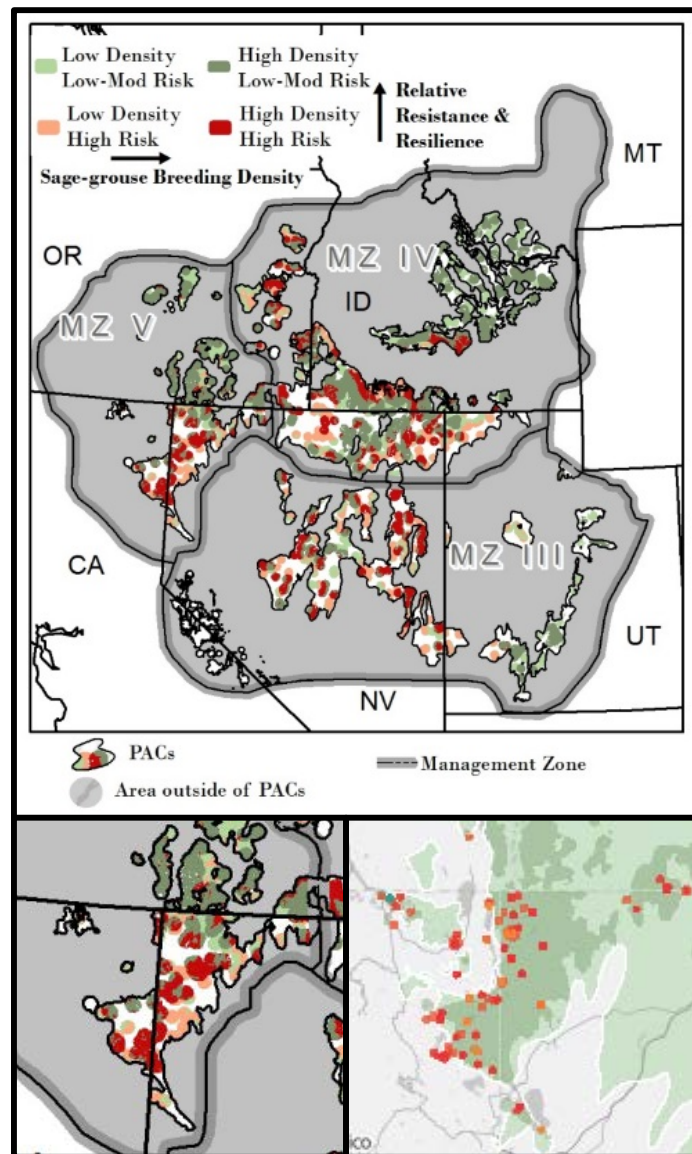 Low Density
Low-Mod Risk
High Density
Low-Mod Risk
Low Density
High Risk
High Density
High Risk
Relative
Resistance &
Resilience
Sage-grouse Breeding Density
MT
OR
MZ IV
ID
MZ V
CA
MZ III
UT
NV
PACs
Management Zone
Area outside of PACs